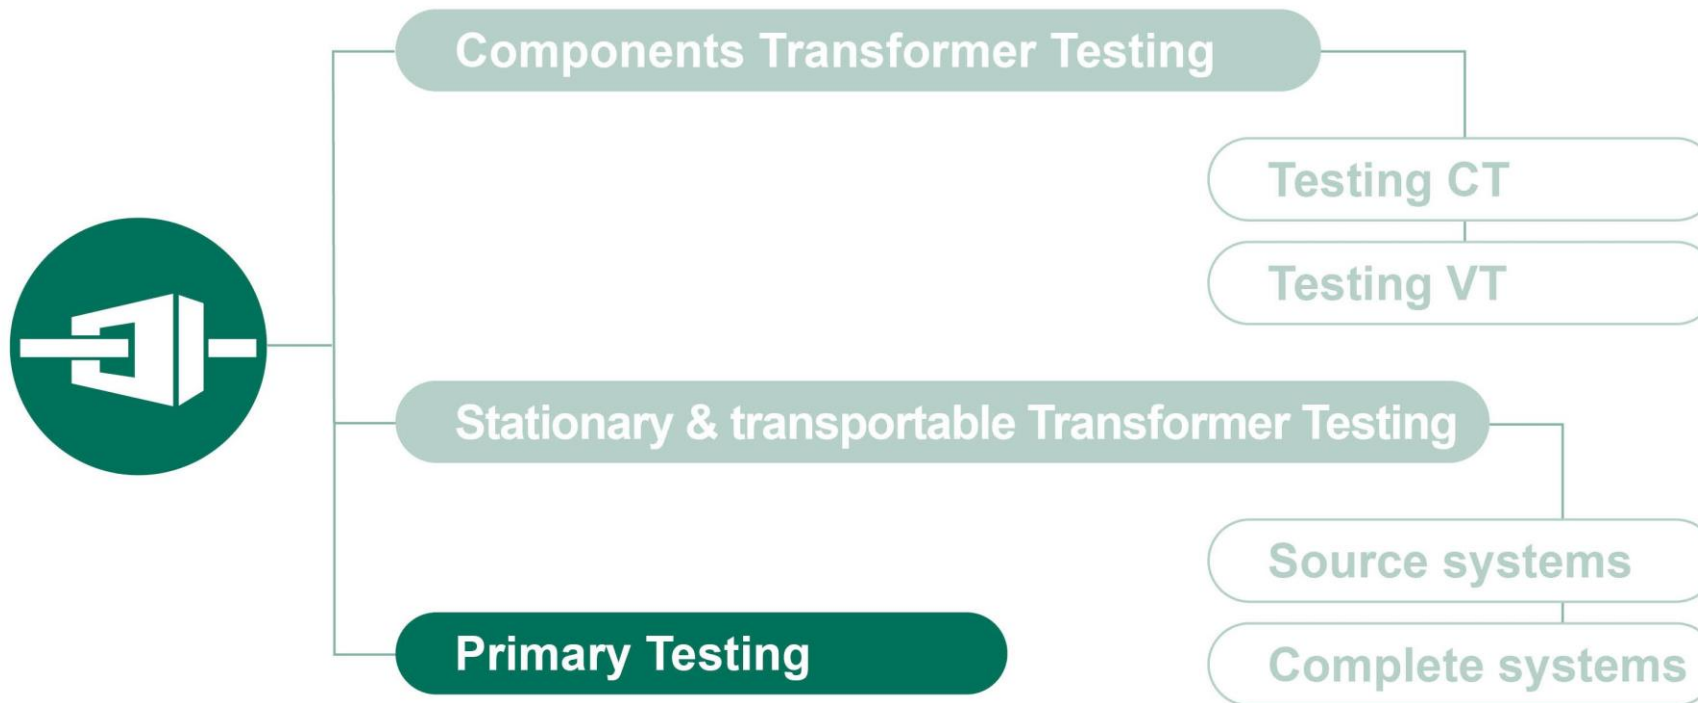 Components Transformer Testing
Testing CT
Testing VT
Stationary & transportable Transformer Testing
Source systems
Complete systems
Primary Testing